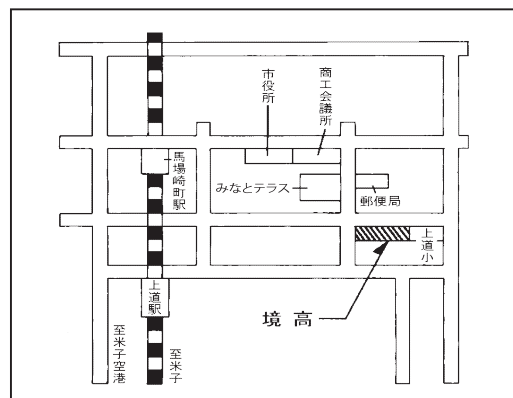 市役所
商工会議所
馬場崎町駅
みなとテラス
郵便局
上道小
上道駅
境高
至米子空港
至米子